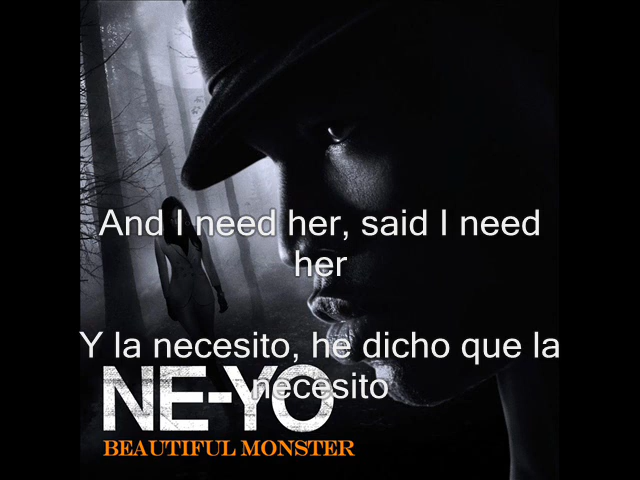 And I need her, said I need
her
Y la necesito, he dicho que la
necesito
NE-YO
BEAUTIFUL MONSTER